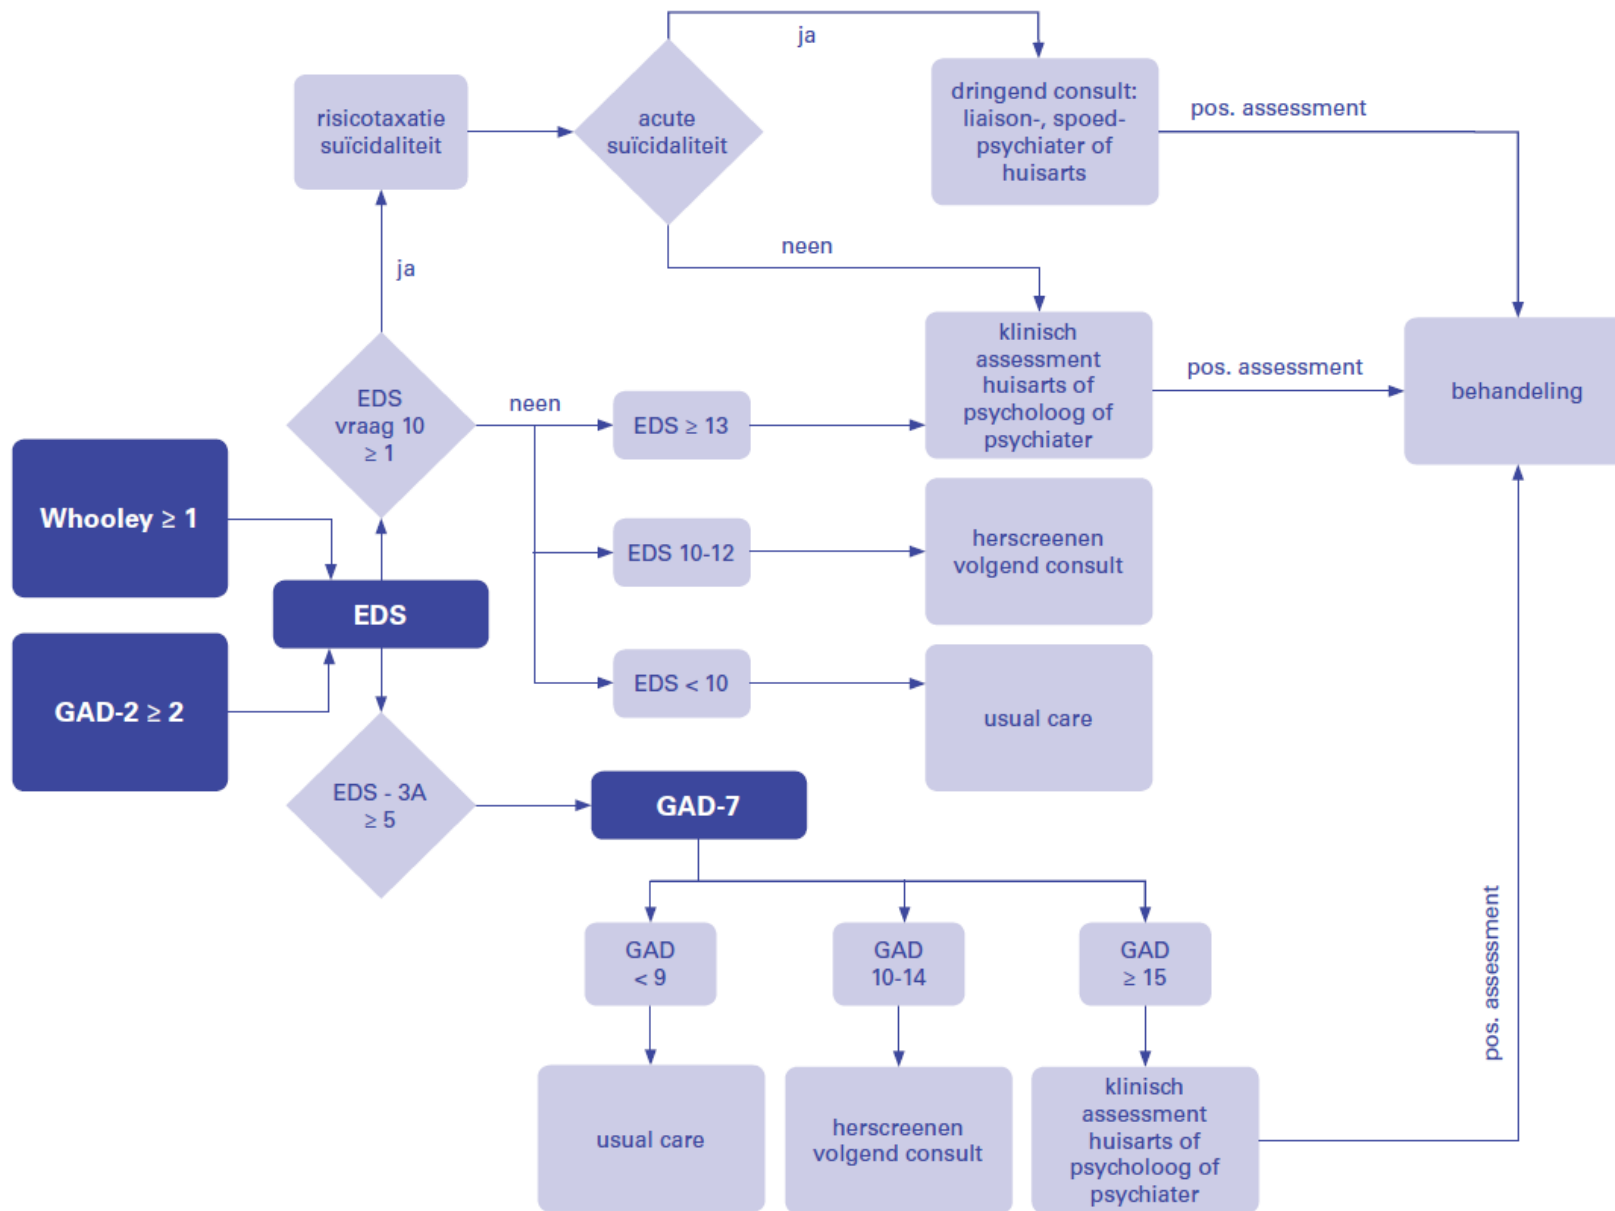 ja
risicotaxatie
suïcidaliteit
acute
suïcidaliteit
dringend consult:
liaison-, spoed-
psychiater of
huisarts
pos. assessment
neen
ja
klinisch
assessment
huisarts of
psycholoog of
psychiater
pos. assessment
behandeling
EDS
vraag 10
≥ 1
neen
EDS ≥ 13
Whooley ≥ 1
EDS 10-12
herscreenen
volgend consult
EDS
EDS < 10
usual care
GAD-2 ≥ 2
EDS - 3A
≥ 5
GAD-7
GAD
< 9
GAD
10-14
GAD
≥ 15
pos. assessment
usual care
herscreenen
volgend consult
klinisch
assessment
huisarts of
psycholoog of
psychiater